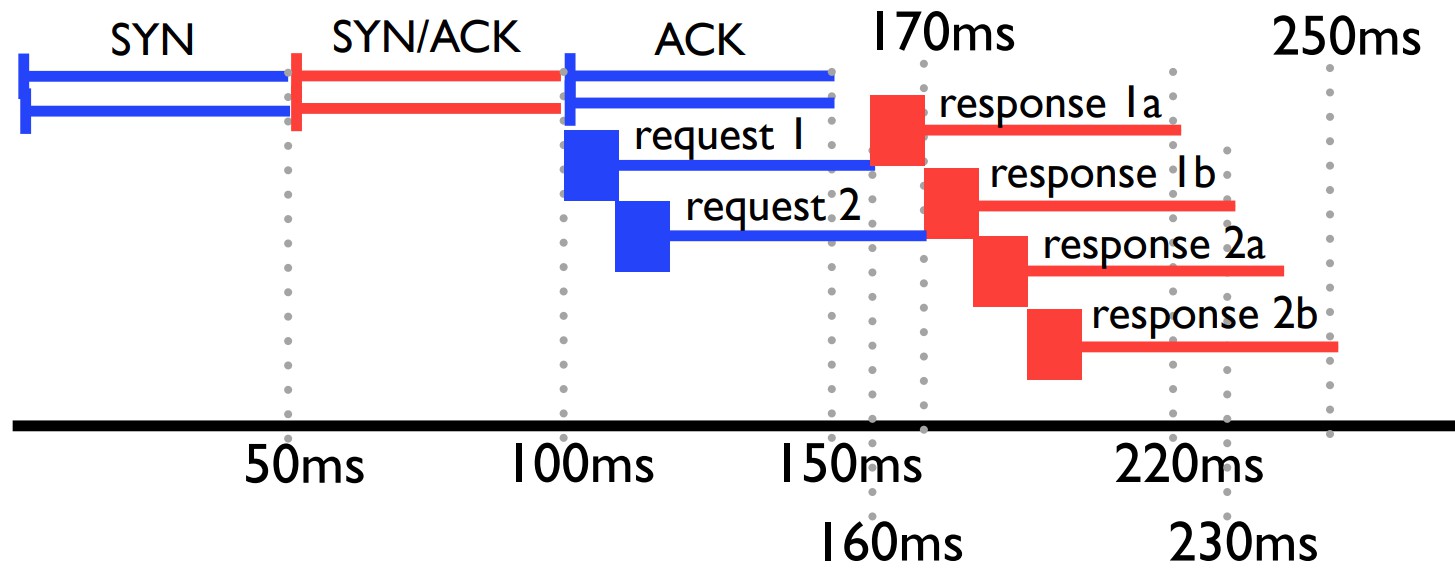 SYN
SYN/ACK
ACK
170ms
250ms
response 1a
request 1
response 1b
request 2
response 2a
response 2b
50ms
100ms
150ms
220ms
160ms
230ms